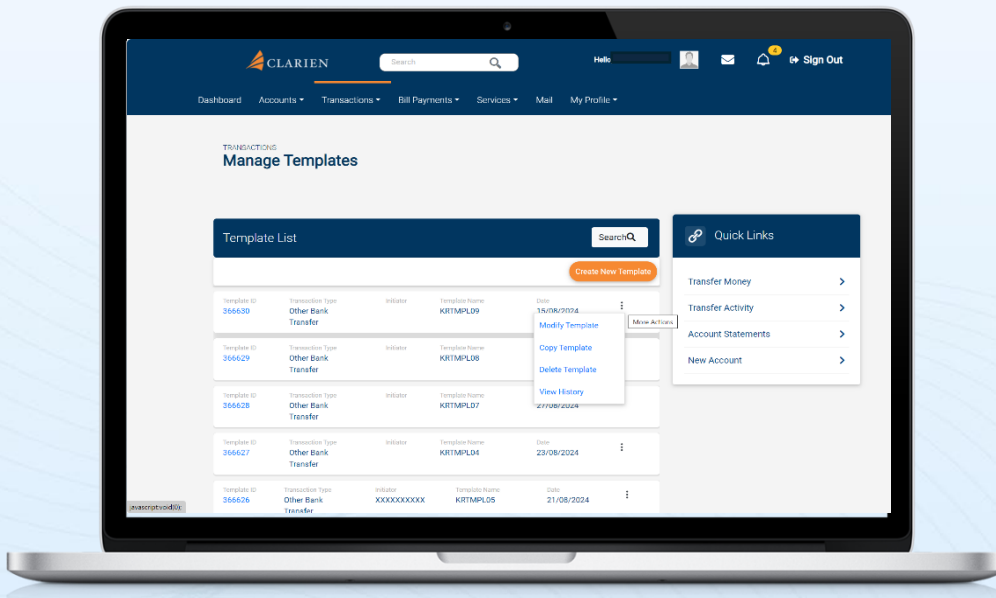 CLARIEN
Search
Hello
4
Sign Out
Dashboard
Accounts
Transactions
Bill Payments
Services
Mail
My Profile
TRANSACTIONS
Manage Templates
Template List
Search
Create New Template
Template ID
Transaction Type
Initiator
Template Name
Date
366630
Other Bank
KRTMPL09
15/08/2024
Transfer
More Actions
Modify Template
Copy Template
Delete Template
View History
Template ID
Transaction Type
Initiator
Template Name
366629
Other Bank
KRTMPL08
Transfer
Template ID
Transaction Type
Initiator
Template Name
366628
Other Bank
KRTMPL07
27/08/2024
Transfer
Template ID
Transaction Type
Initiator
Template Name
Date
366627
Other Bank
KRTMPL04
23/08/2024
Transfer
Template ID
Transaction Type
Initiator
Template Name
Date
366626
Other Bank
XXXXXXXXXX
KRTMPL05
21/08/2024
Transfer
Quick Links
Transfer Money
Transfer Activity
Account Statements
New Account
javascript:void(0);